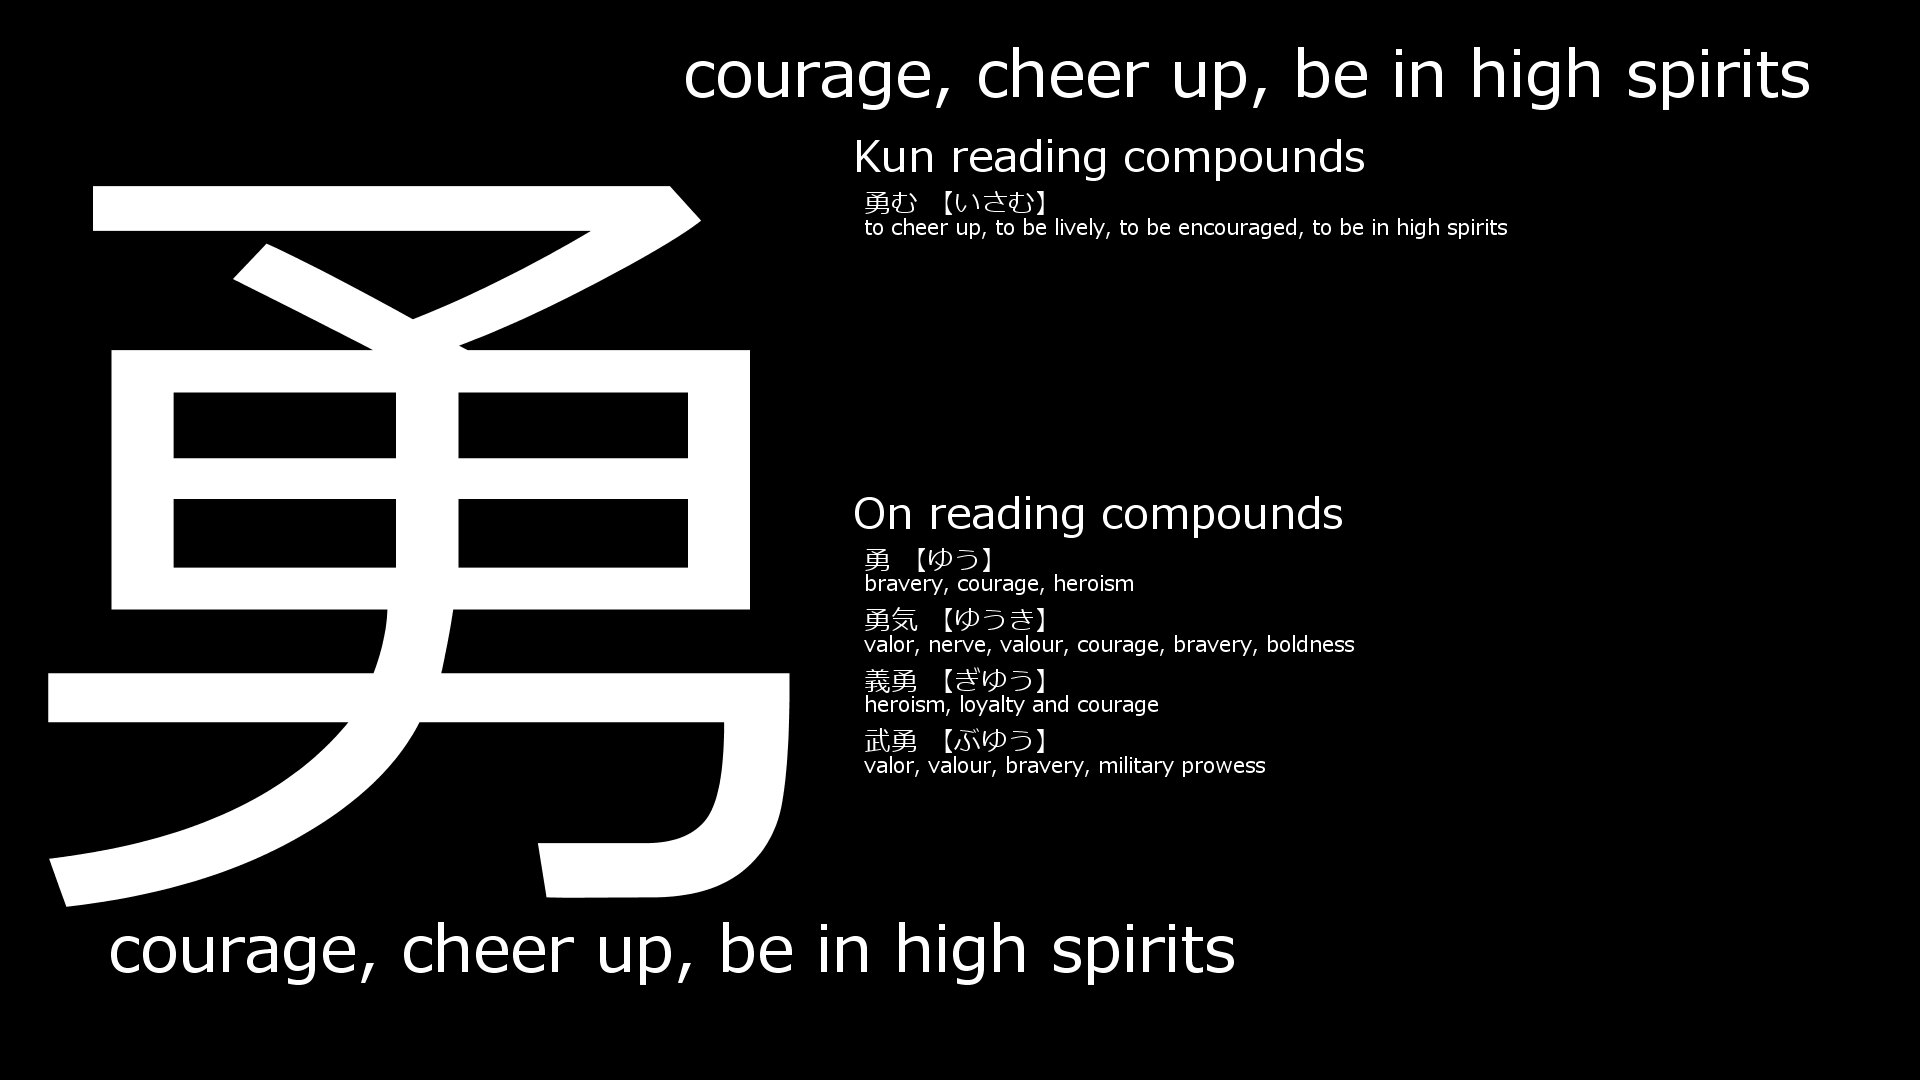 courage, cheer up, be in high spirits
勇
Kun reading compounds
勇む 【いさむ】
to cheer up, to be lively, to be encouraged, to be in high spirits
On reading compounds
勇 【ゆう】
bravery, courage, heroism
勇気 【ゆうき】
valor, nerve, valour, courage, bravery, boldness
義勇 【ぎゆう】
heroism, loyalty and courage
武勇 【ぶゆう】
valor, valour, bravery, military prowess
courage, cheer up, be in high spirits